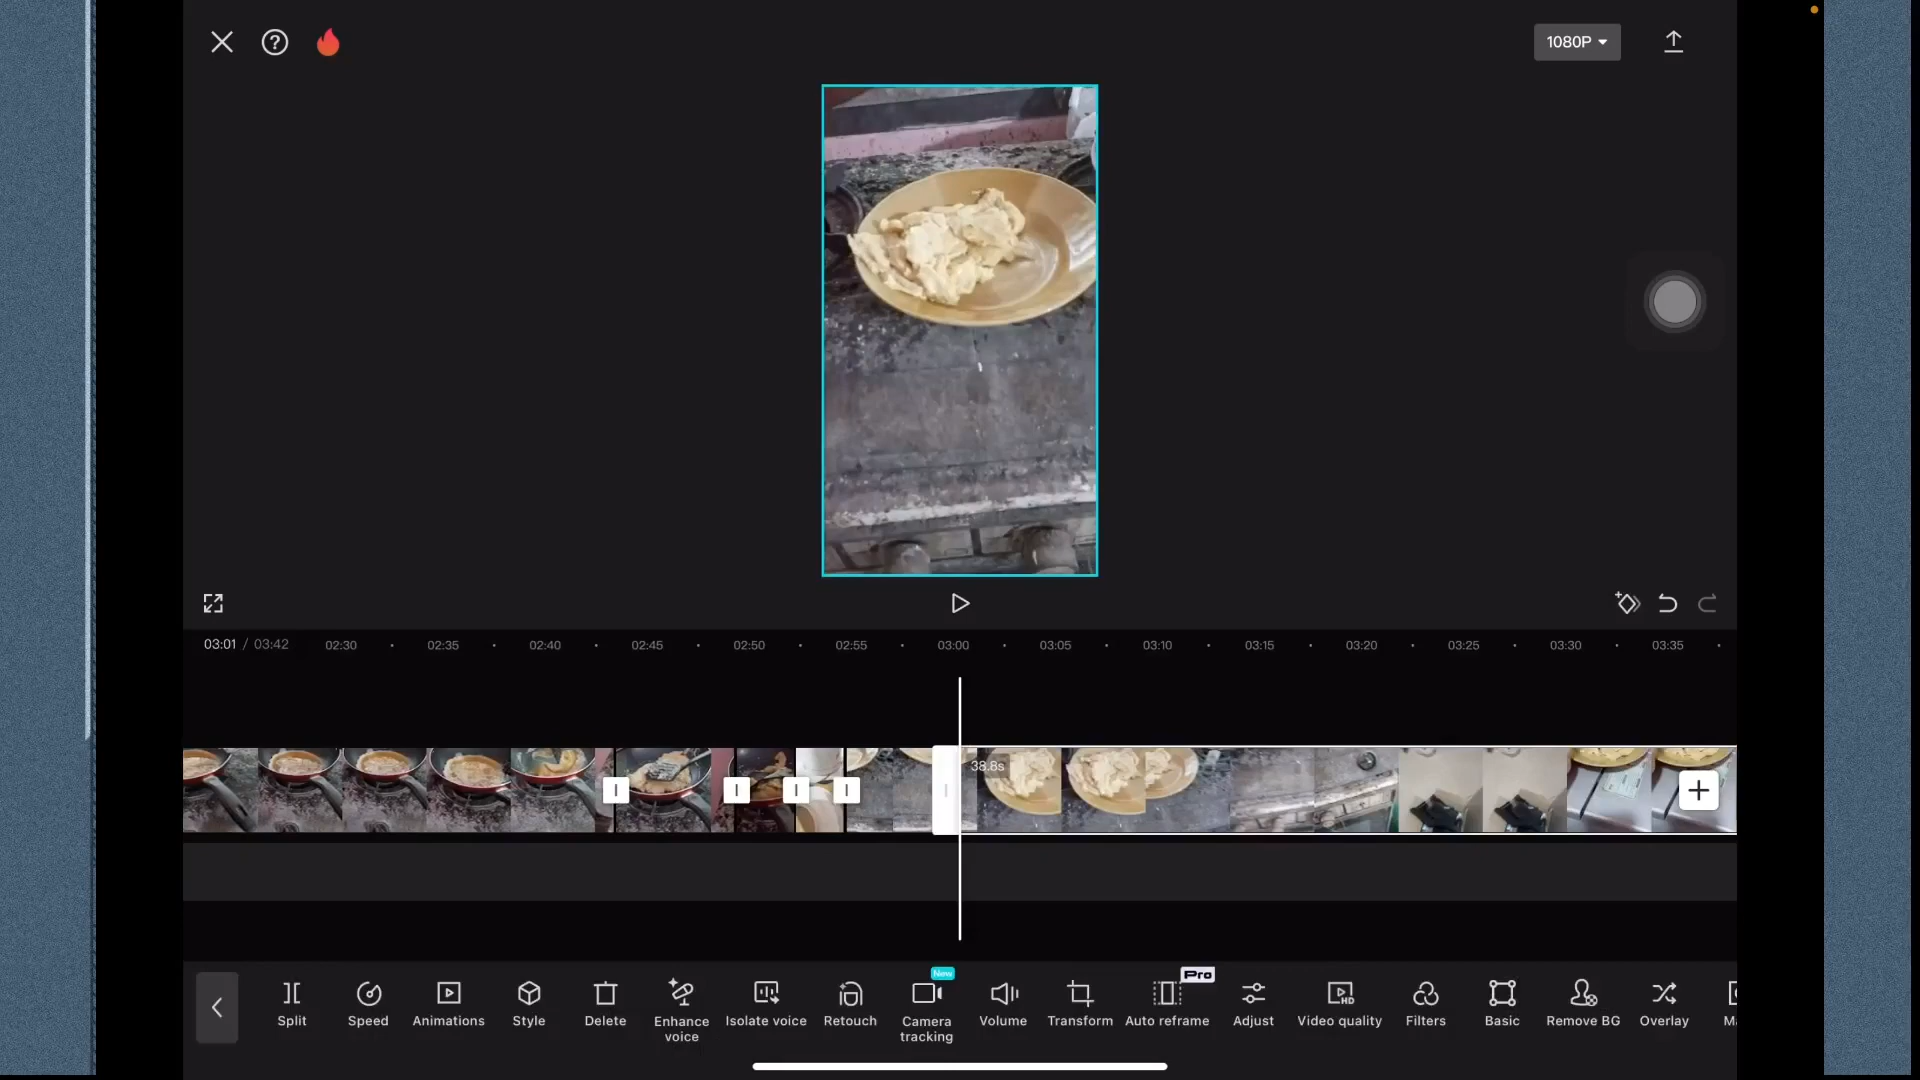 1080P
03:01 / 03:42 02:30 02:35 02:40 02:45 02:50 02:55 03:00 03:05 03:10 03:15 03:20 03:25 03:30 03:35
38.8s
New
Pro
Split Speed Animations Style Delete Enhance voice Isolate voice Retouch Camera tracking Volume Transform Auto reframe Adjust Video quality Filters Basic Remove BG Overlay